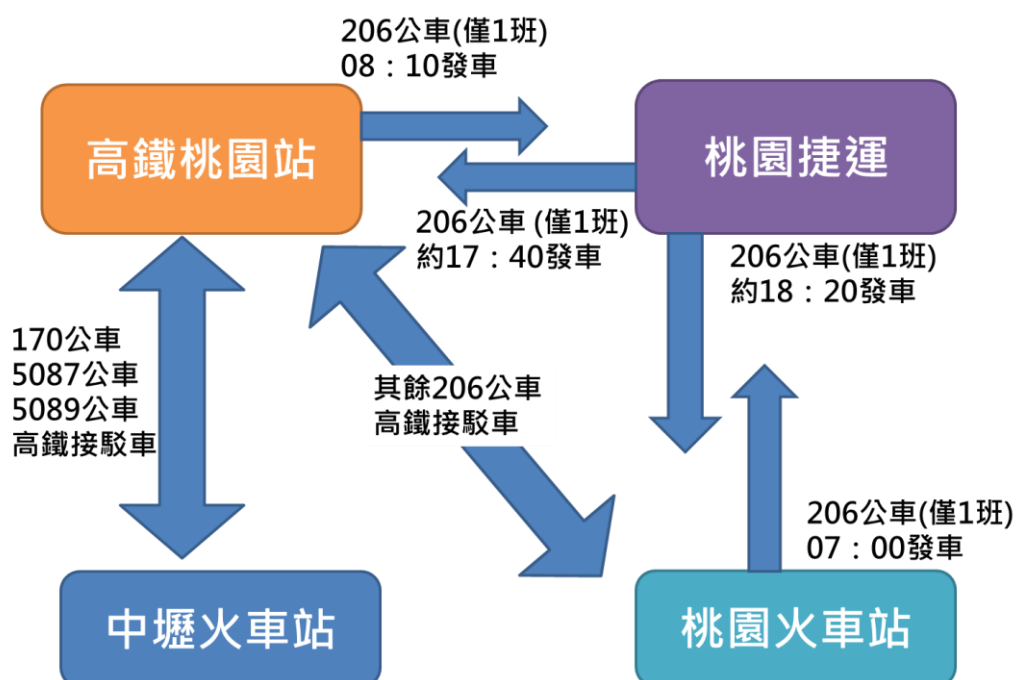 206公車(僅1班)
08：10發車
高鐵桃園站
桃園捷運
206公車 (僅1班)
約17：40發車
206公車(僅1班)
約18：20發車
170公車
5087公車
5089公車
高鐵接駁車
其餘206公車
高鐵接駁車
206公車(僅1班)
07：00發車
中壢火車站
桃園火車站